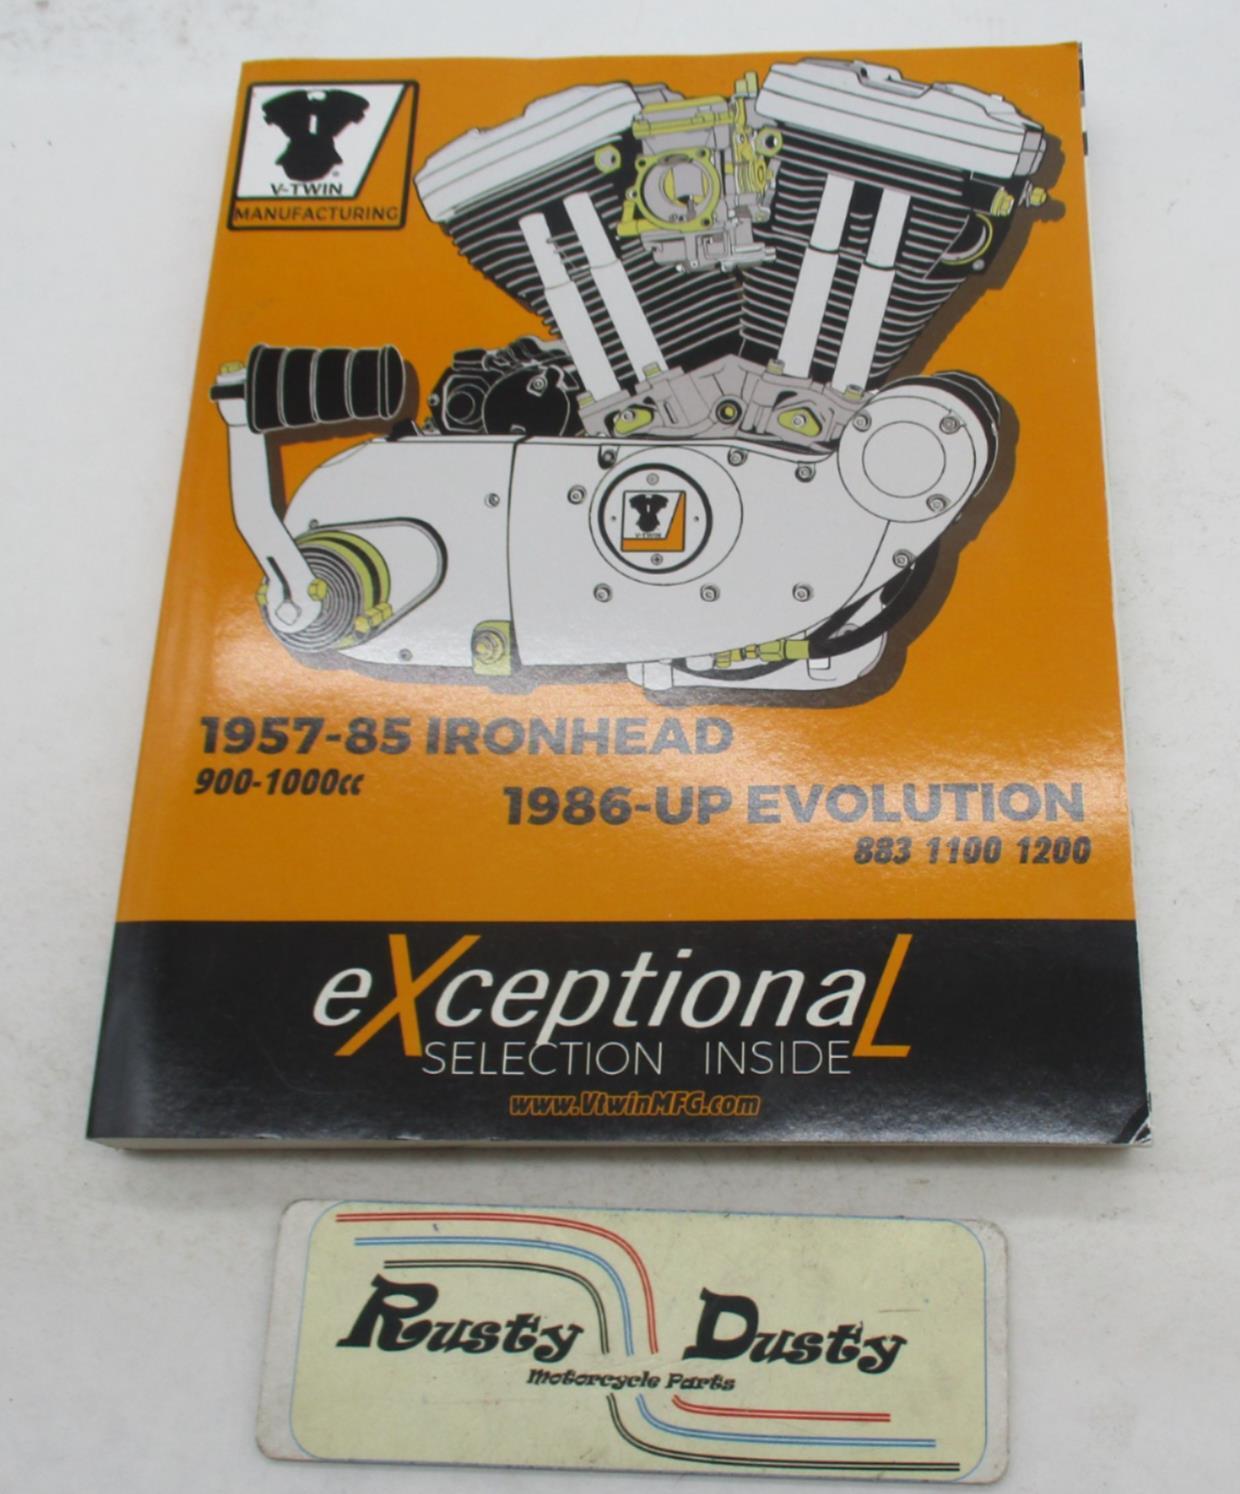 V-TWIN
MANUFACTURING
V-TWIN
1957-85 IRONHEAD
900-1000cc
1986-UP EVOLUTION
883 1100 1200
eXceptionaL
SELECTION INSIDE
www.VtwinMFG.com
Rusty Dusty
Motorcycle Parts